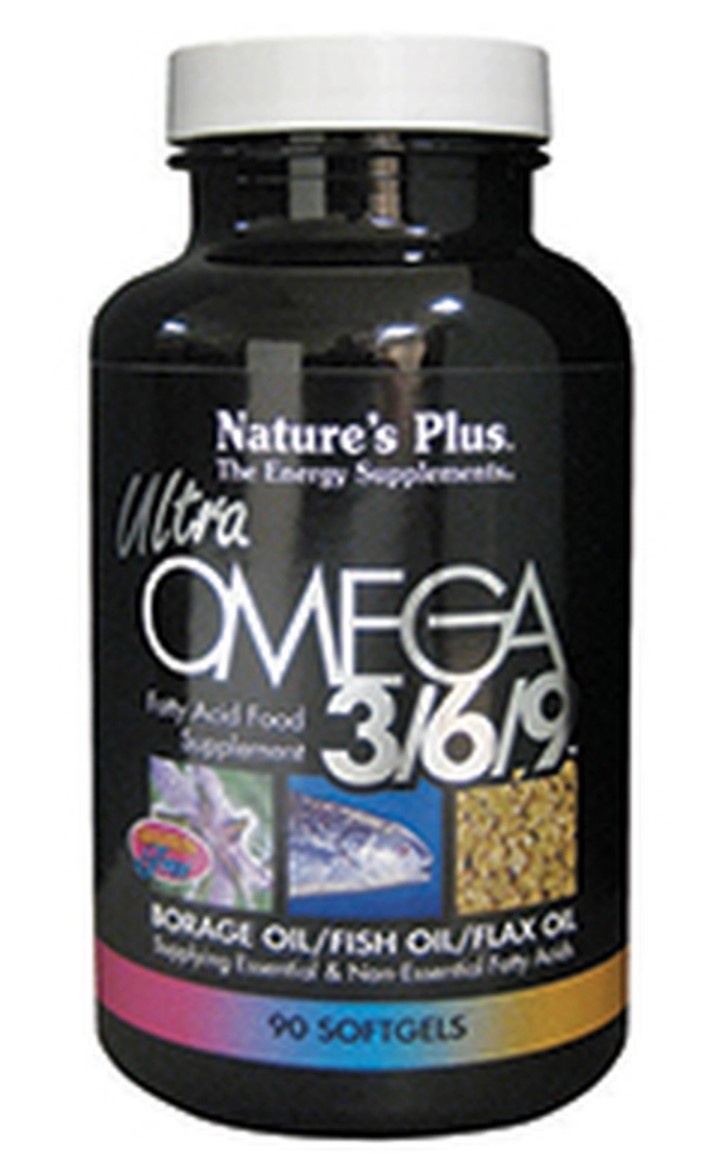 Nature's Plus.
The Energy Supplements.
Ultra
OMEGA
3/6/9
Fatty Acid Food
Supplement
BORAGE OIL/FISH OIL/FLAX OIL
Supplying Essential & Non-Essential Fatty Acids
90 SOFTGELS